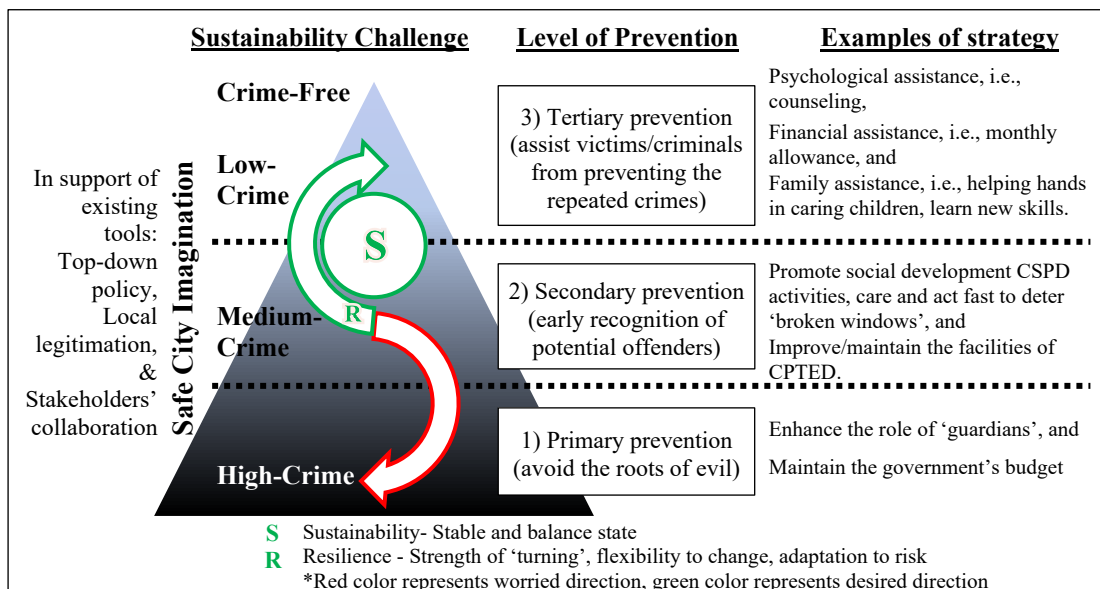 Sustainability Challenge
Level of Prevention
Examples of strategy
In support of
existing
tools:
Top-down
policy,
Local
legitimation,
&
Stakeholders’
collaboration
Safe City Imagination
Crime-Free
Low-
Crime
Medium-
Crime
High-Crime
S
R
3) Tertiary prevention
(assist victims/criminals
from preventing the
repeated crimes)
Psychological assistance, i.e.,
counseling,
Financial assistance, i.e., monthly
allowance, and
Family assistance, i.e., helping hands
in caring children, learn new skills.
2) Secondary prevention
(early recognition of
potential offenders)
Promote social development CSPD
activities, care and act fast to deter
‘broken windows’, and
Improve/maintain the facilities of
CPTED.
1) Primary prevention
(avoid the roots of evil)
Enhance the role of ‘guardians’, and
Maintain the government’s budget
S Sustainability- Stable and balance state
R Resilience - Strength of ‘turning’, flexibility to change, adaptation to risk
*Red color represents worried direction, green color represents desired direction